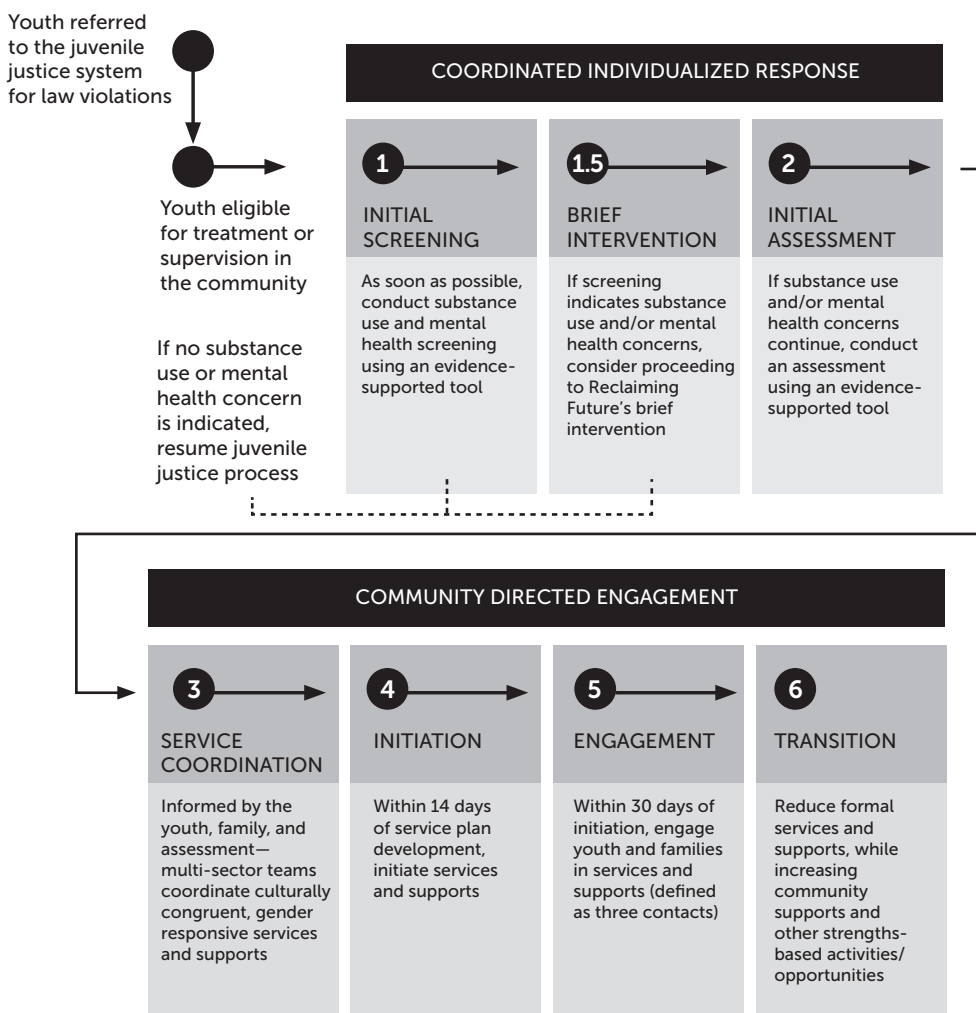 Youth referred
to the juvenile
justice system
for law violations
Youth eligible
for treatment or
supervision in
the community
If no substance
use or mental
health concern
is indicated,
resume juvenile
justice process
COORDINATED INDIVIDUALIZED RESPONSE
1
INITIAL
SCREENING
As soon as possible,
conduct substance
use and mental
health screening
using an evidence-
supported tool
1.5
BRIEF
INTERVENTION
If screening
indicates substance
use and/or mental
health concerns,
consider proceeding
to Reclaiming
Future's brief
intervention
2
INITIAL
ASSESSMENT
If substance use
and/or mental
health concerns
continue, conduct
an assessment
using an evidence-
supported tool
COMMUNITY DIRECTED ENGAGEMENT
3
SERVICE
COORDINATION
Informed by the
youth, family, and
assessment—
multi-sector teams
coordinate culturally
congruent, gender
responsive services
and supports
4
INITIATION
Within 14 days
of service plan
development,
initiate services
and supports
5
ENGAGEMENT
Within 30 days of
initiation, engage
youth and families
in services and
supports (defined
as three contacts)
6
TRANSITION
Reduce formal
services and
supports, while
increasing
community
supports and
other strengths-
based activities/
opportunities